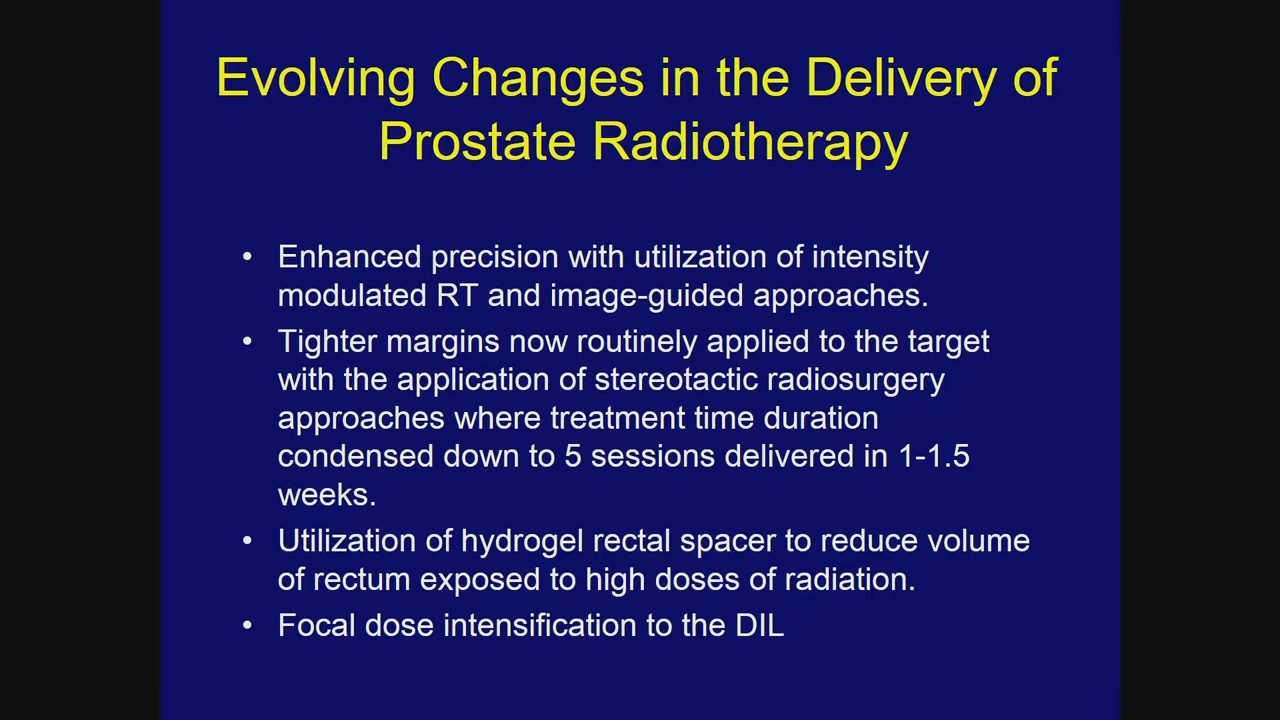 Evolving Changes in the Delivery of
Prostate Radiotherapy
• Enhanced precision with utilization of intensity
modulated RT and image-guided approaches.
• Tighter margins now routinely applied to the target
with the application of stereotactic radiosurgery
approaches where treatment time duration
condensed down to 5 sessions delivered in 1-1.5
weeks.
• Utilization of hydrogel rectal spacer to reduce volume
of rectum exposed to high doses of radiation.
• Focal dose intensification to the DIL